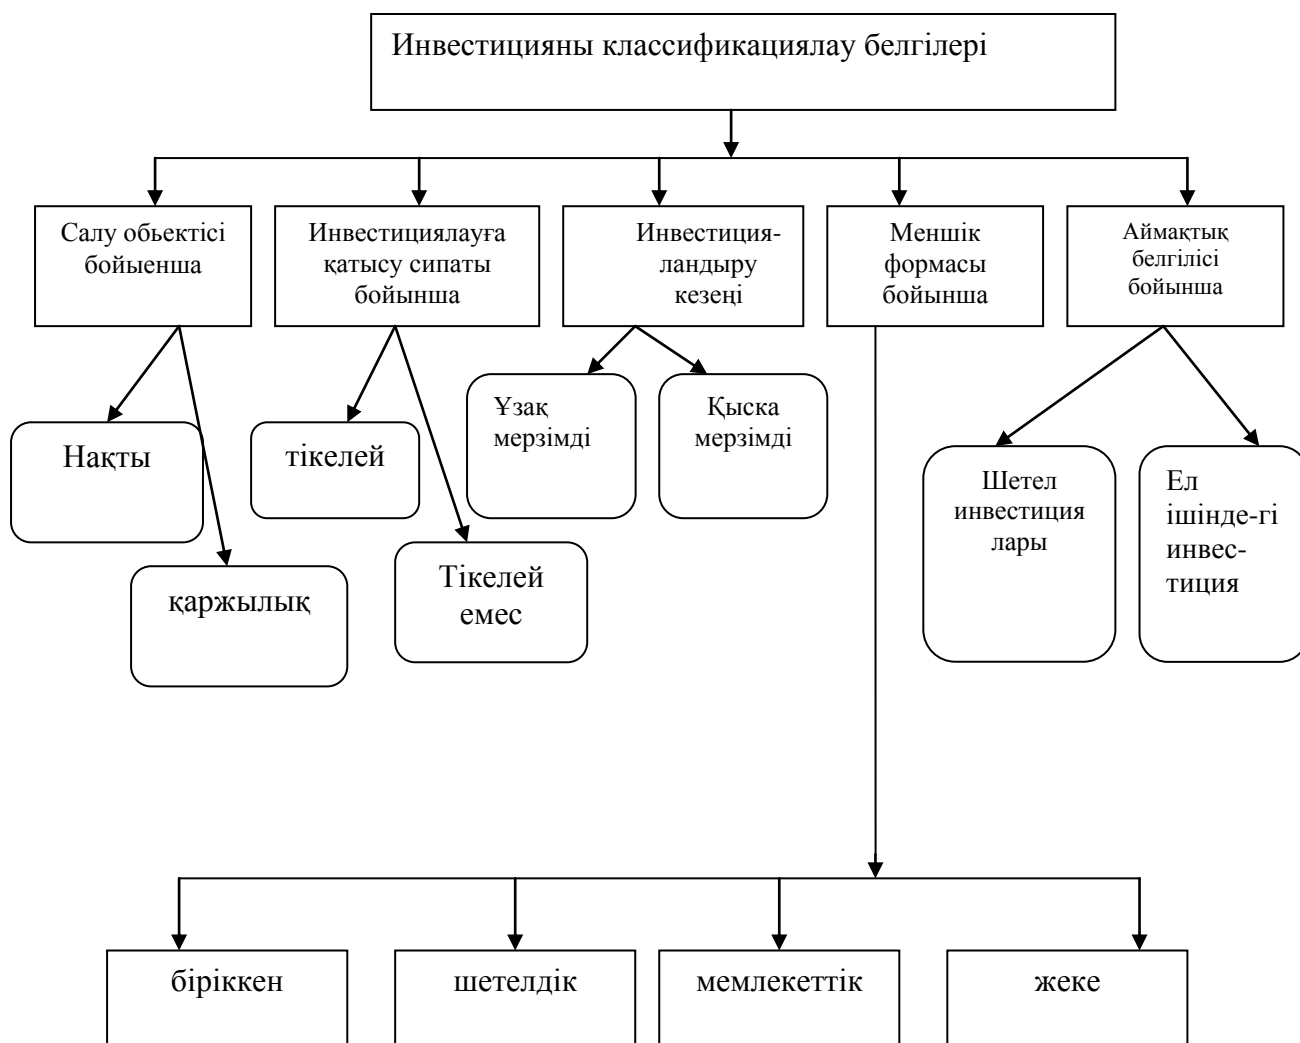 Инвестицияны классификациялау белгілері
Салу обьектісі
бойыенша
Инвестициялауға
қатысу сипаты
бойынша
Инвестиция-
ландыру
кезеңі
Меншік
формасы
бойынша
Аймақтық
белгілісі
бойынша
Нақты
қаржылық
тікелей
Тікелей
емес
Ұзақ
мерзімді
Қыска
мерзімді
Шетел
инвестиция
лары
Ел
ішінде-гі
инвес-
тиция
біріккен
шетелдік
мемлекеттік
жеке